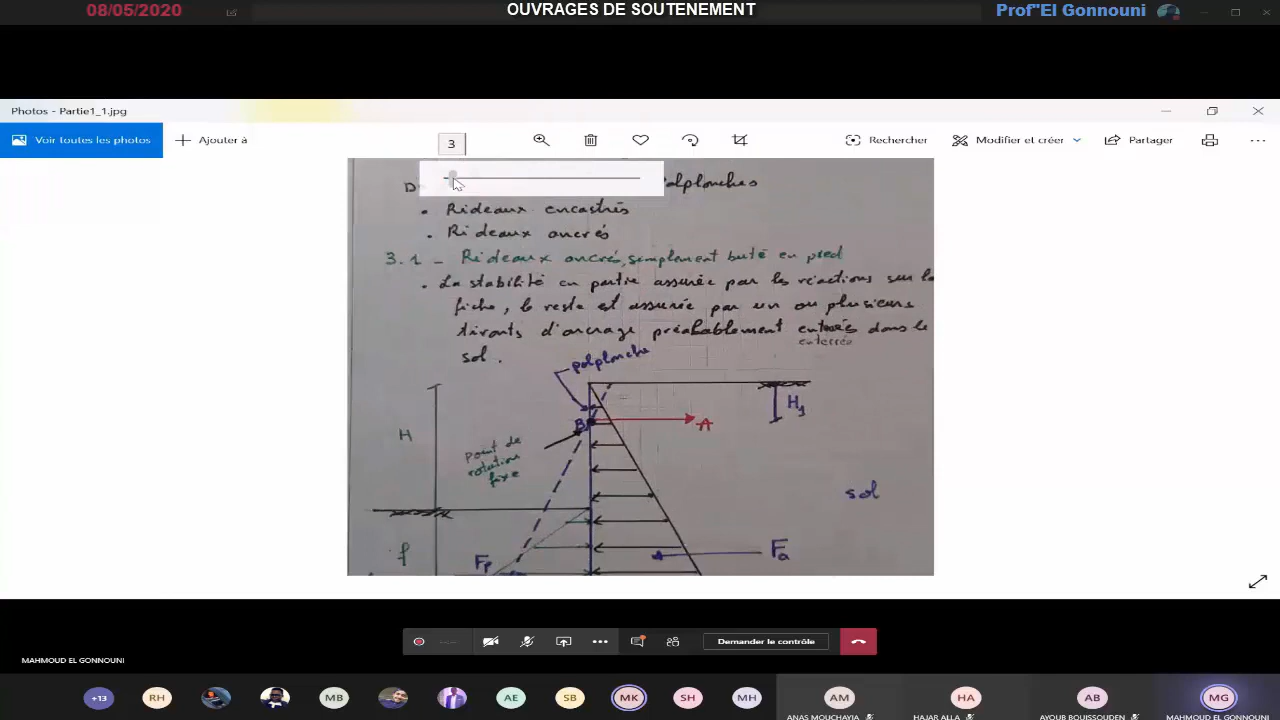 08/05/2020
OUVRAGES DE SOUTENEMENT
Prof"El Gonnouni
Photos - Partie1_1.jpg
Voir toutes les photos
Ajouter à
3
Rechercher
Modifier et créer
Partager
palplanches
• Rideaux encastrés
• Rideaux ancrés
3.1 - Rideaux ancrés, simplement buté en pied
• La stabilité en partie assurée par les réactions sur la
fiche, le reste est assurée par un ou plusieurs
tirants d'ancrage préalablement enterrés dans le
enterrés
sol.
palplanche
H1
B
A
H
point de
rotation
fixe
sol
f
Fp
Fa
Demander le contrôle
MAHMOUD EL GONNOUNI
+13
RH
MB
AE
SB
MK
SH
MH
AM
HA
AB
MG
ANAS MOUCHAYIA
HAJAR ALLA
AYOUB BOUISSOUDEN
MAHMOUD EL GONNOUNI